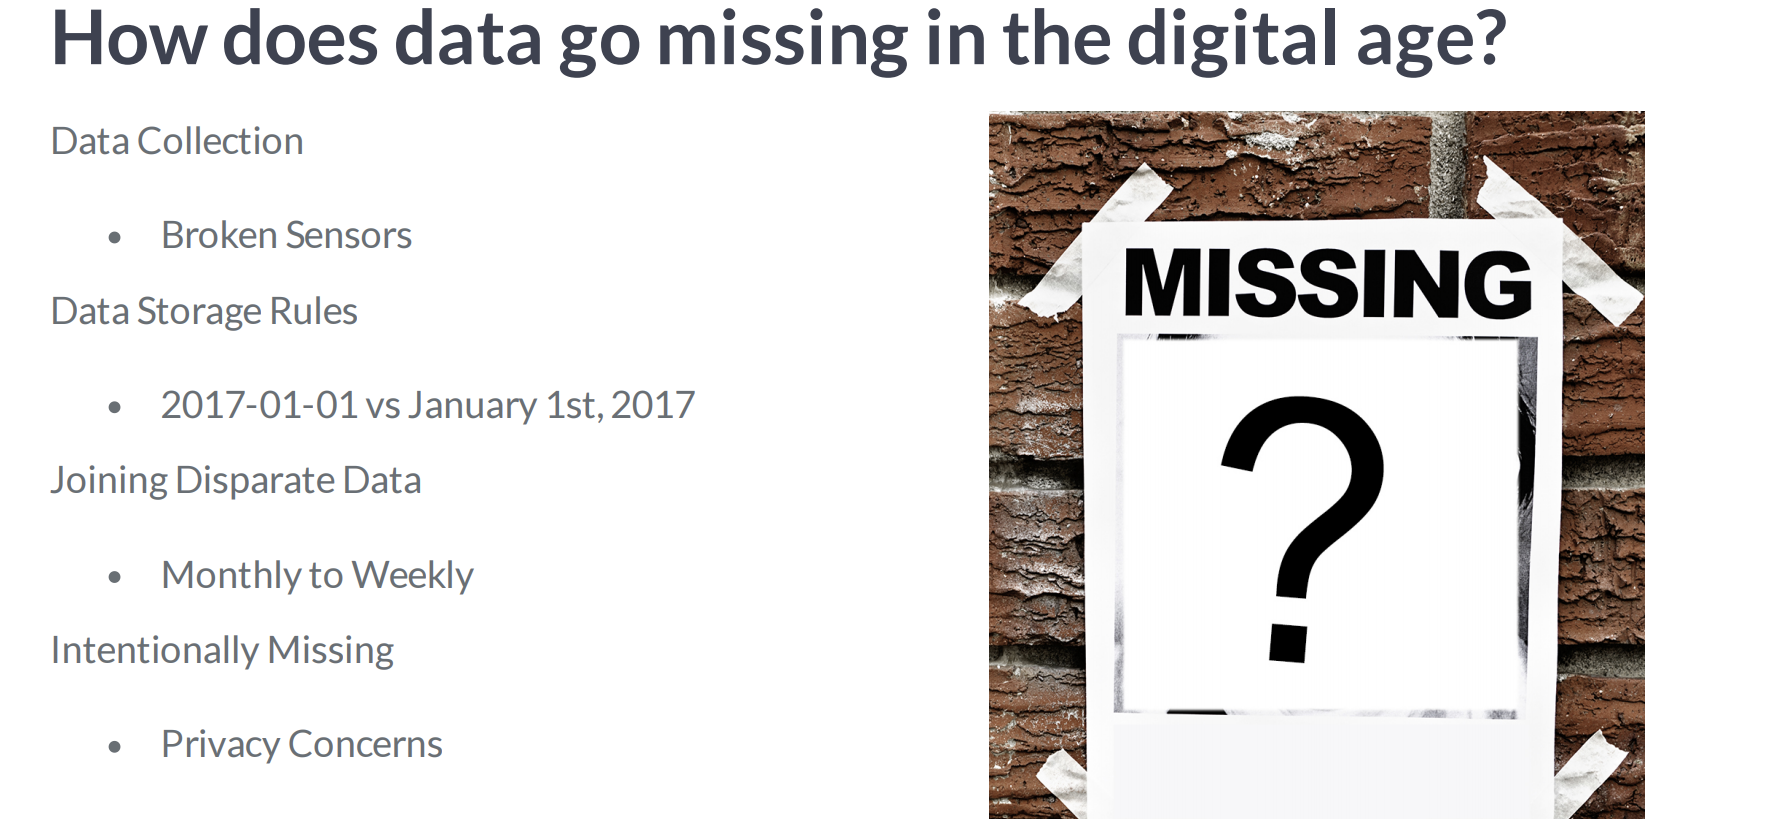 How does data go missing in the digital age?
Data Collection
• Broken Sensors
Data Storage Rules
• 2017-01-01 vs January 1st, 2017
Joining Disparate Data
• Monthly to Weekly
Intentionally Missing
• Privacy Concerns
MISSING
?